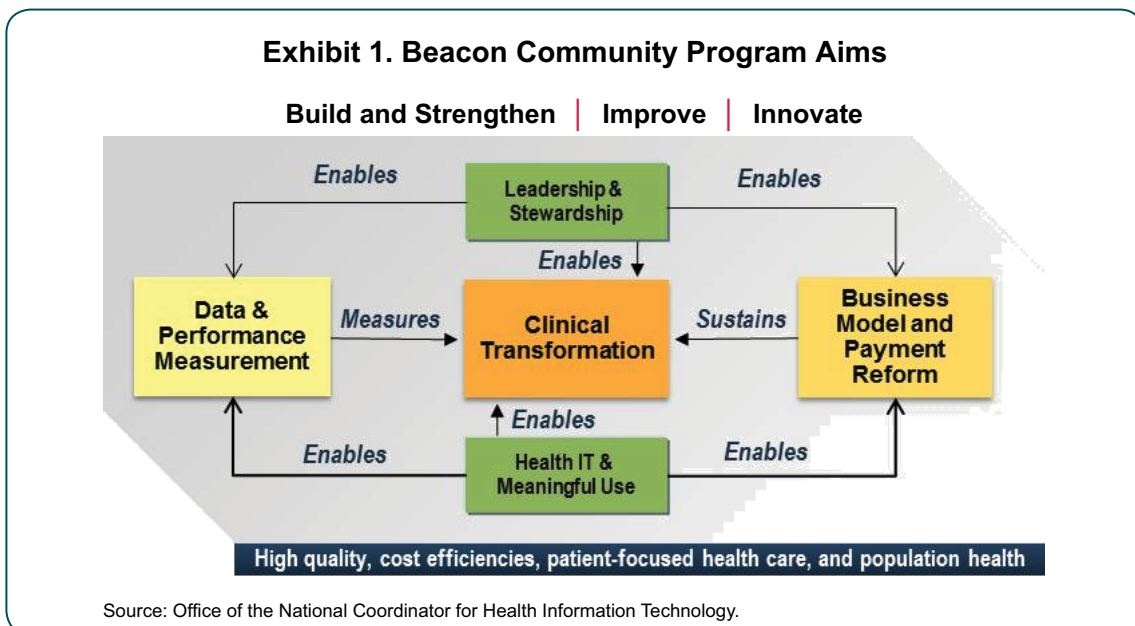 Exhibit 1. Beacon Community Program Aims
Build and Strengthen | Improve | Innovate
Enables
Leadership &
Stewardship
Enables
Enables
Data &
Performance
Measurement
Measures
Clinical
Transformation
Sustains
Business
Model and
Payment
Reform
Enables
Enables
Health IT &
Meaningful Use
Enables
High quality, cost efficiencies, patient-focused health care, and population health
Source: Office of the National Coordinator for Health Information Technology.